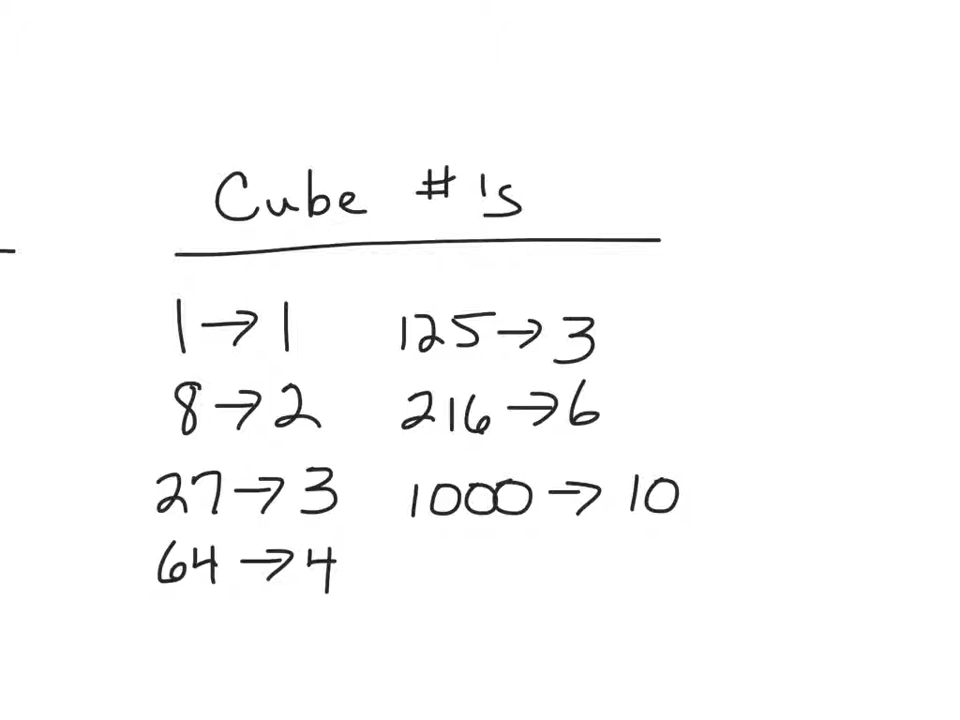 Cube #'s
1→1 125→3
8→2 216→6
27→3 1000→10
64→4